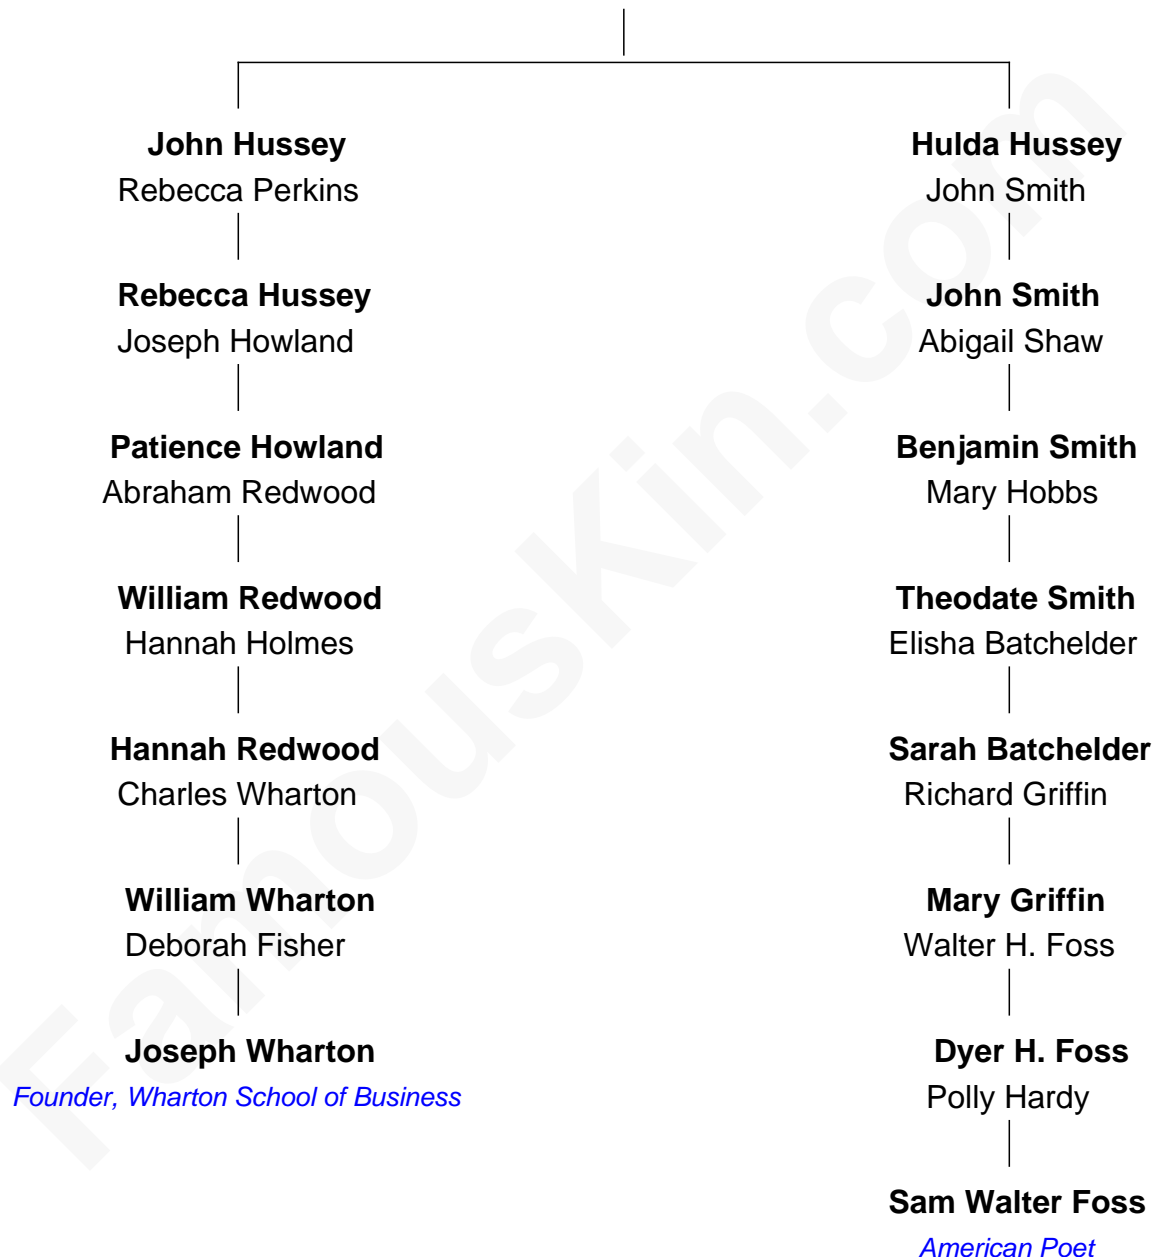 John Hussey
Rebecca Perkins
Rebecca Hussey
Joseph Howland
Patience Howland
Abraham Redwood
William Redwood
Hannah Holmes
Hannah Redwood
Charles Wharton
William Wharton
Deborah Fisher
Joseph Wharton
Founder, Wharton School of Business
Hulda Hussey
John Smith
John Smith
Abigail Shaw
Benjamin Smith
Mary Hobbs
Theodate Smith
Elisha Batchelder
Sarah Batchelder
Richard Griffin
Mary Griffin
Walter H. Foss
Dyer H. Foss
Polly Hardy
Sam Walter Foss
American Poet
FamousKin.com